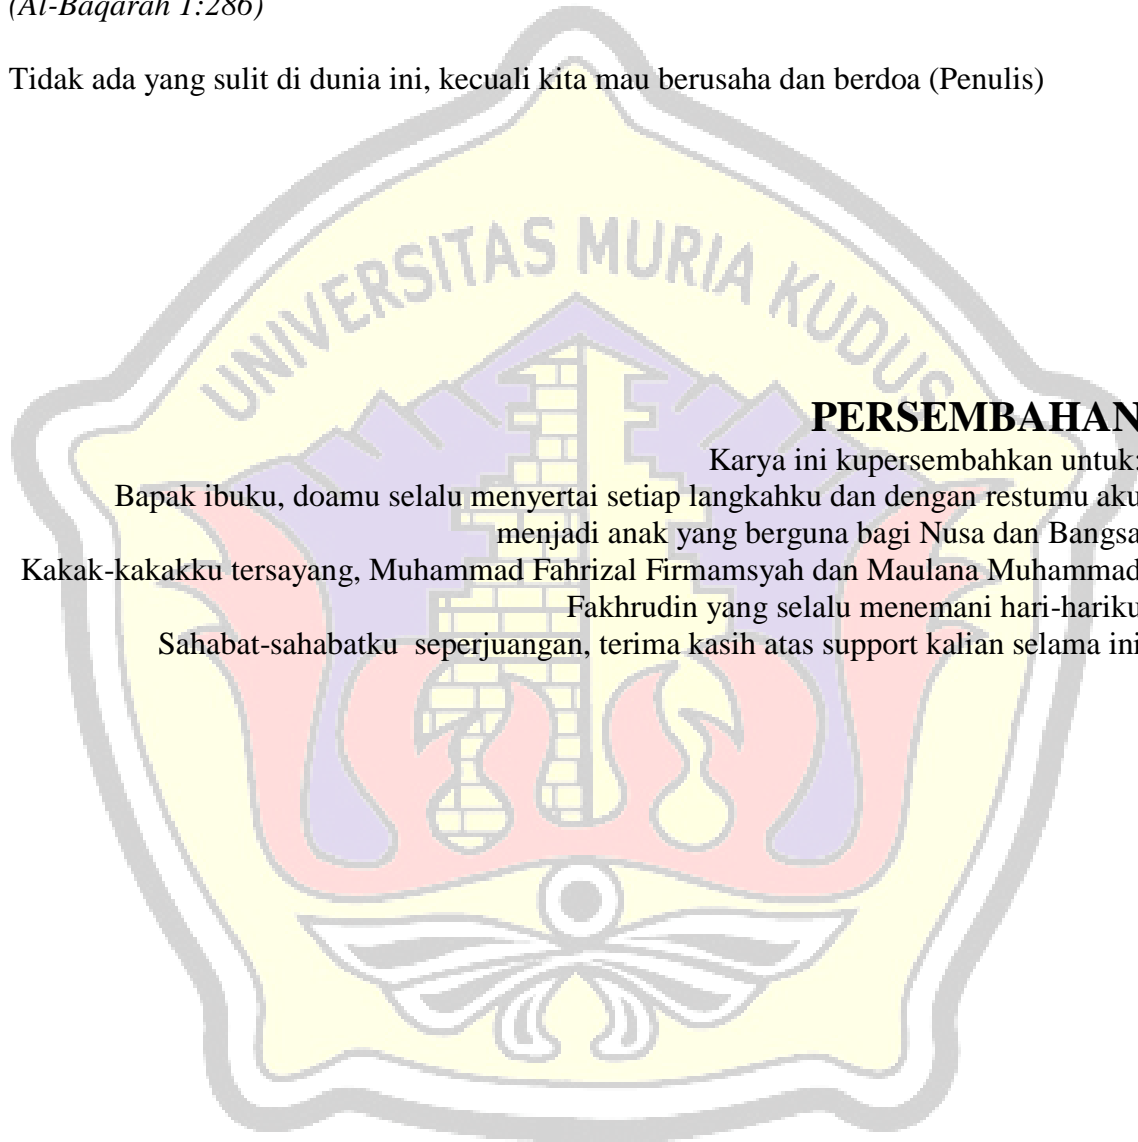 (Al-Baqarah 1:286)
Tidak ada yang sulit di dunia ini, kecuali kita mau berusaha dan berdoa (Penulis)
UNIVERSITAS MURIA KUDUS
PERSEMBAHAN
Karya ini kupersembahkan untuk:
Bapak ibuku, doamu selalu menyertai setiap langkahku dan dengan restumu aku
menjadi anak yang berguna bagi Nusa dan Bangsa
Kakak-kakakku tersayang, Muhammad Fahrizal Firmamsyah dan Maulana Muhammad
Fakhrudin yang selalu menemani hari-hariku
Sahabat-sahabatku  seperjuangan, terima kasih atas support kalian selama ini